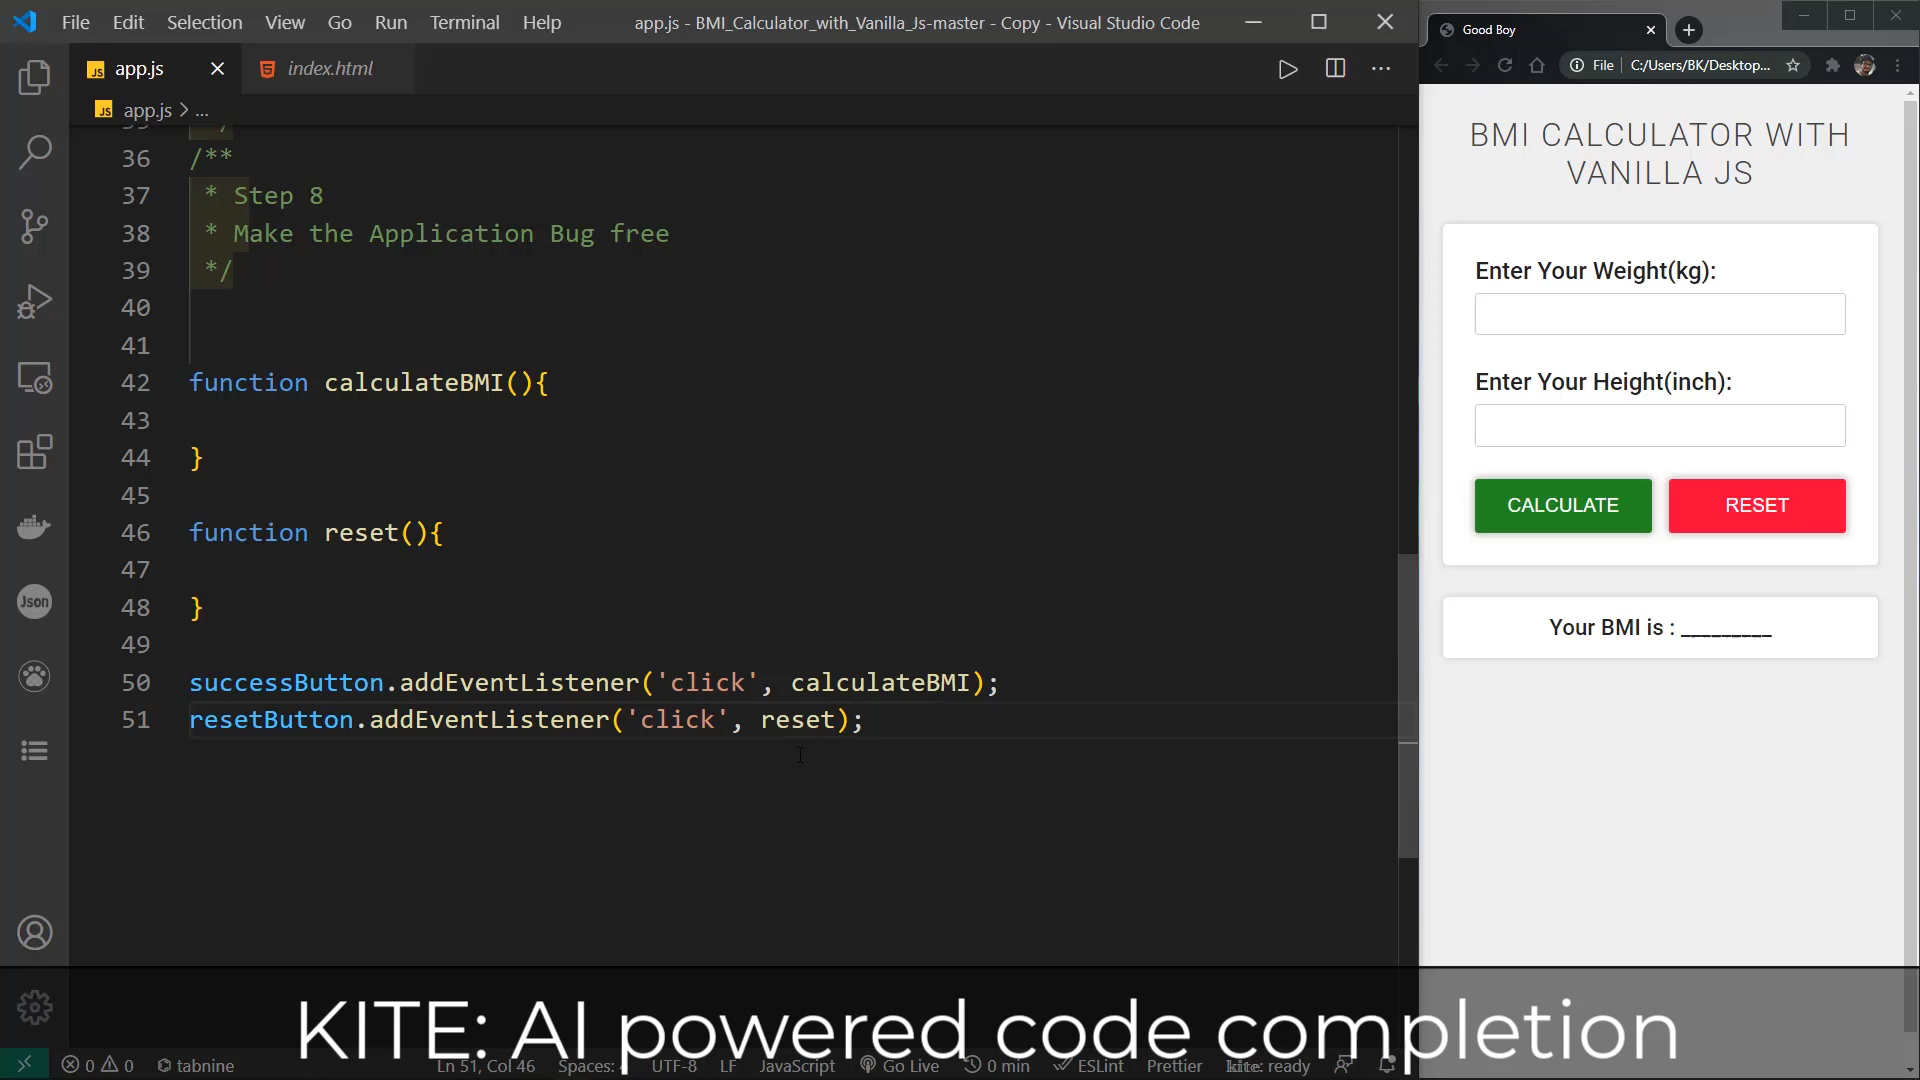 File Edit Selection View Go Run Terminal Help
app.js - BMI_Calculator_with_Vanilla_Js-master - Copy - Visual Studio Code
app.js
index.html
app.js > ...
36 /**
37 * Step 8
38 * Make the Application Bug free
39 */
40
41
42 function calculateBMI(){
43
44 }
45
46 function reset(){
47
48 }
49
50 successButton.addEventListener('click', calculateBMI);
51 resetButton.addEventListener('click', reset);
Json
KITE: AI powered code completion
0 0 tabnine Ln 51, Col 46 Spaces: UTF-8 LF JavaScript Go Live 0 min ESLint Prettier kite: ready
Good Boy
File C:/Users/BK/Desktop...
BMI CALCULATOR WITH
VANILLA JS
Enter Your Weight(kg):
Enter Your Height(inch):
CALCULATE RESET
Your BMI is : _________